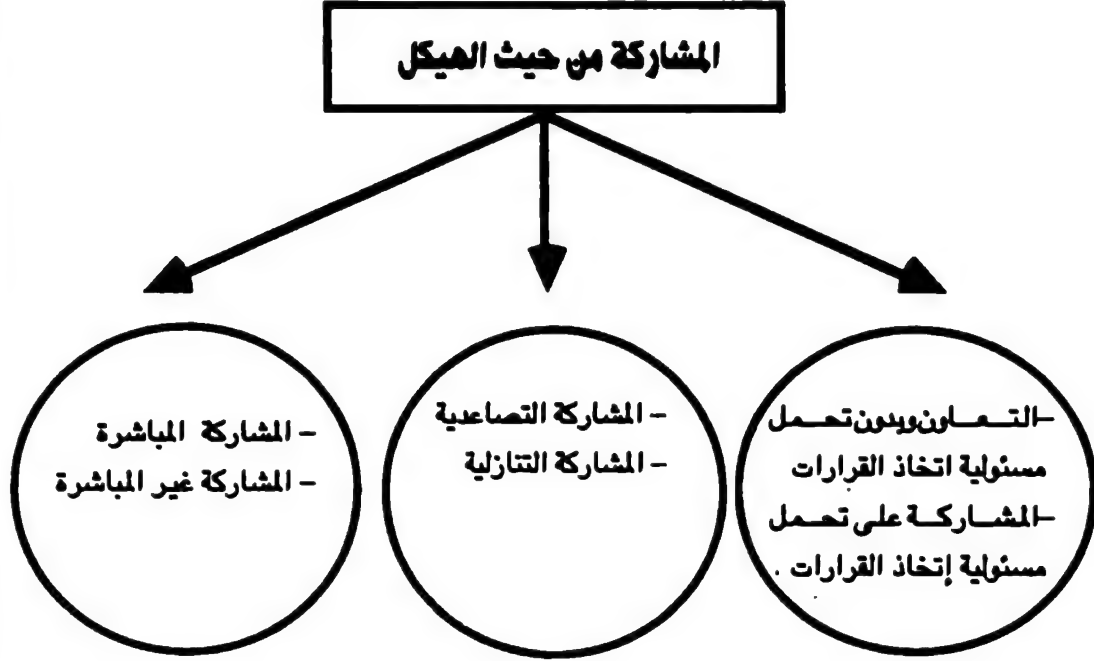 المشاركة من حيث الهيكل
-التعاون وبدون تحمل
مسئولية اتخاذ القرارات
-المشاركة على تحمل
مسئولية إتخاذ القرارات .
- المشاركة التصاعدية
- المشاركة التنازلية
- المشاركة المباشرة
- المشاركة غير المباشرة